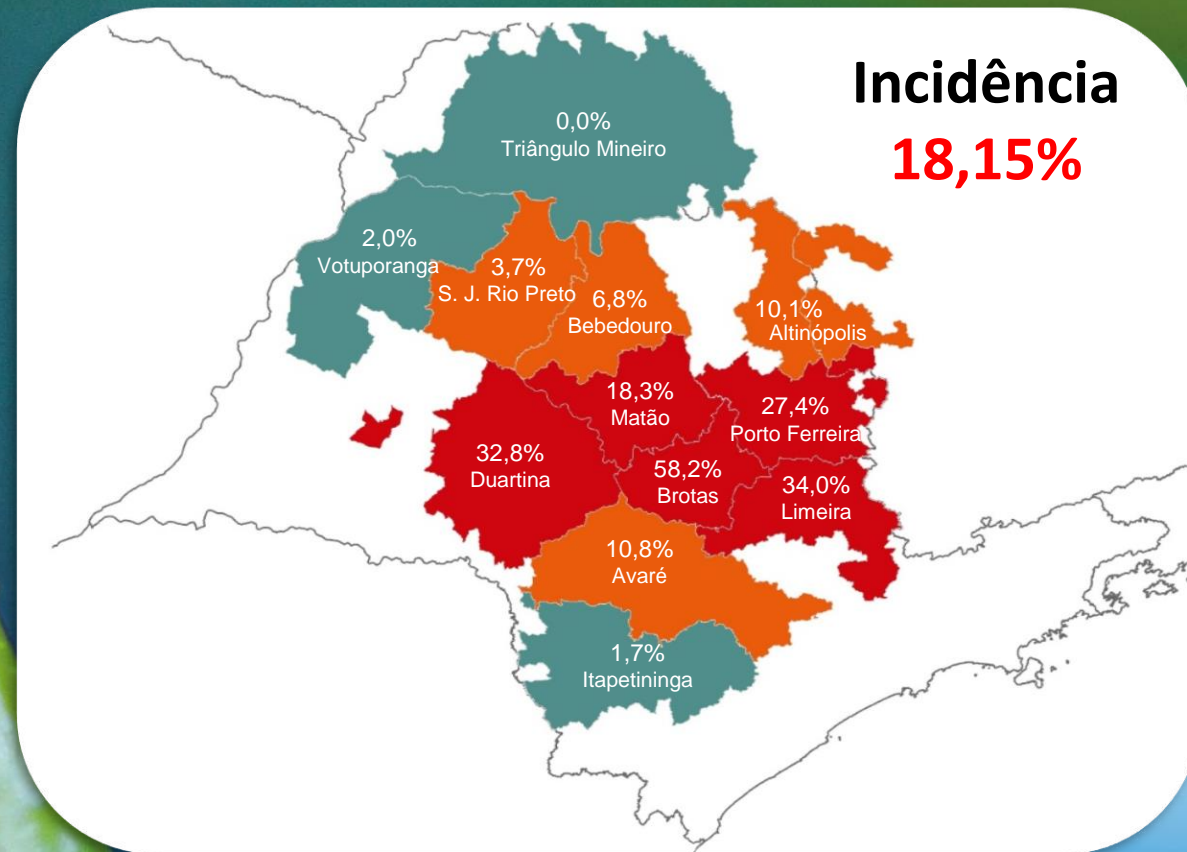 Incidência
18,15%
0,0%
Triângulo Mineiro
2,0%
Votuporanga
3,7%
S. J. Rio Preto
6,8%
Bebedouro
10,1%
Altinópolis
18,3%
Matão
27,4%
Porto Ferreira
32,8%
Duartina
58,2%
Brotas
34,0%
Limeira
10,8%
Avaré
1,7%
Itapetininga